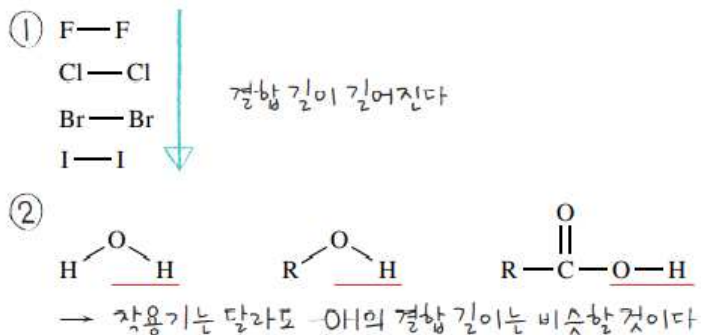 ① F—F
Cl—Cl
Br—Br
I—I
결합 길이 길어진다
②
H O H
R O H
O
R—C—O—H
→ 작용기는 달라도 OH의 결합 길이는 비슷할 것이다